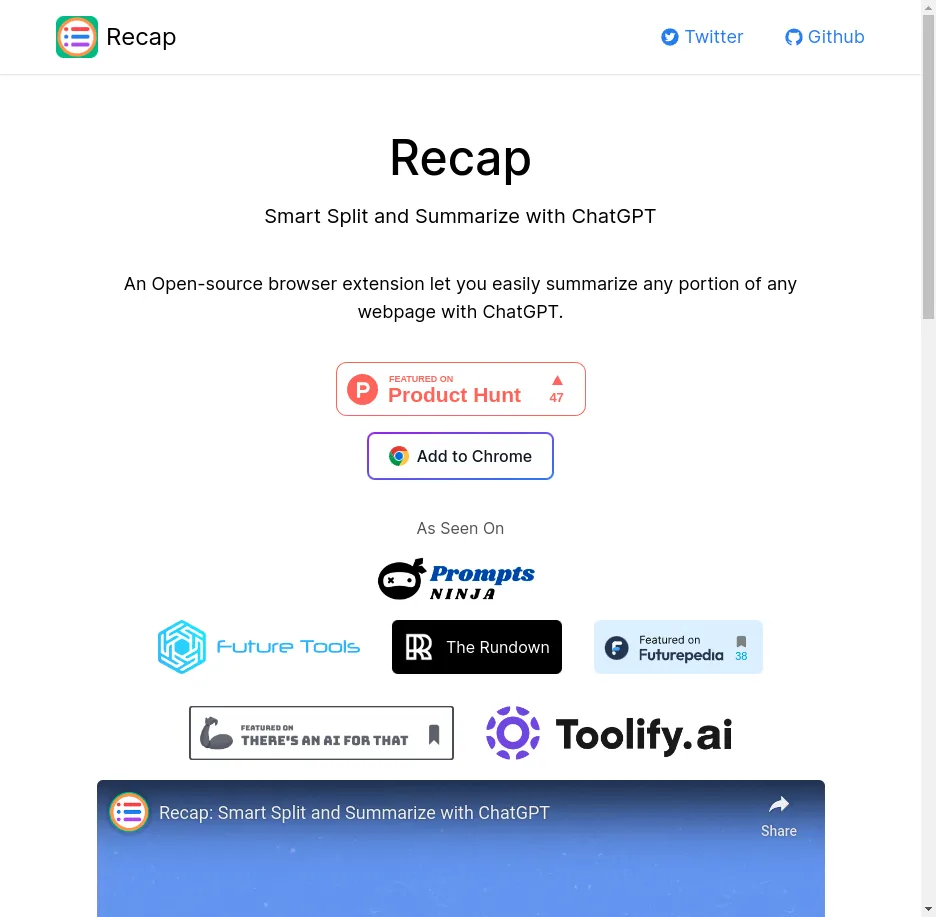 Recap
Twitter
Github
Recap
Smart Split and Summarize with ChatGPT
An Open-source browser extension let you easily summarize any portion of any
webpage with ChatGPT.
P
FEATURED ON
Product Hunt
47
Add to Chrome
As Seen On
Prompts
NINJA
Future Tools
RR
The Rundown
Featured on
Futurepedia
38
FEATURED ON
THERE'S AN AI FOR THAT
Toolify.ai
Recap: Smart Split and Summarize with ChatGPT
Share